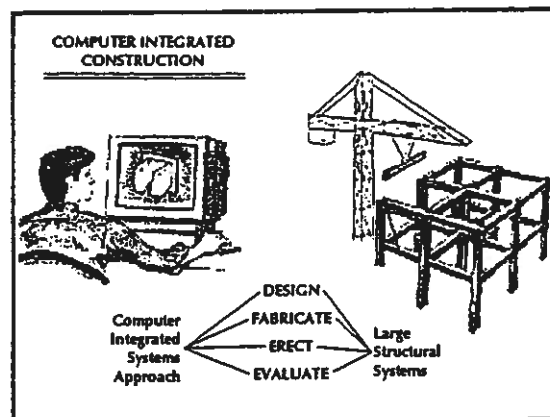 COMPUTER INTEGRATED
CONSTRUCTION
DESIGN
FABRICATE
ERECT
EVALUATE
Computer
Integrated
Systems
Approach
Large
Structural
Systems